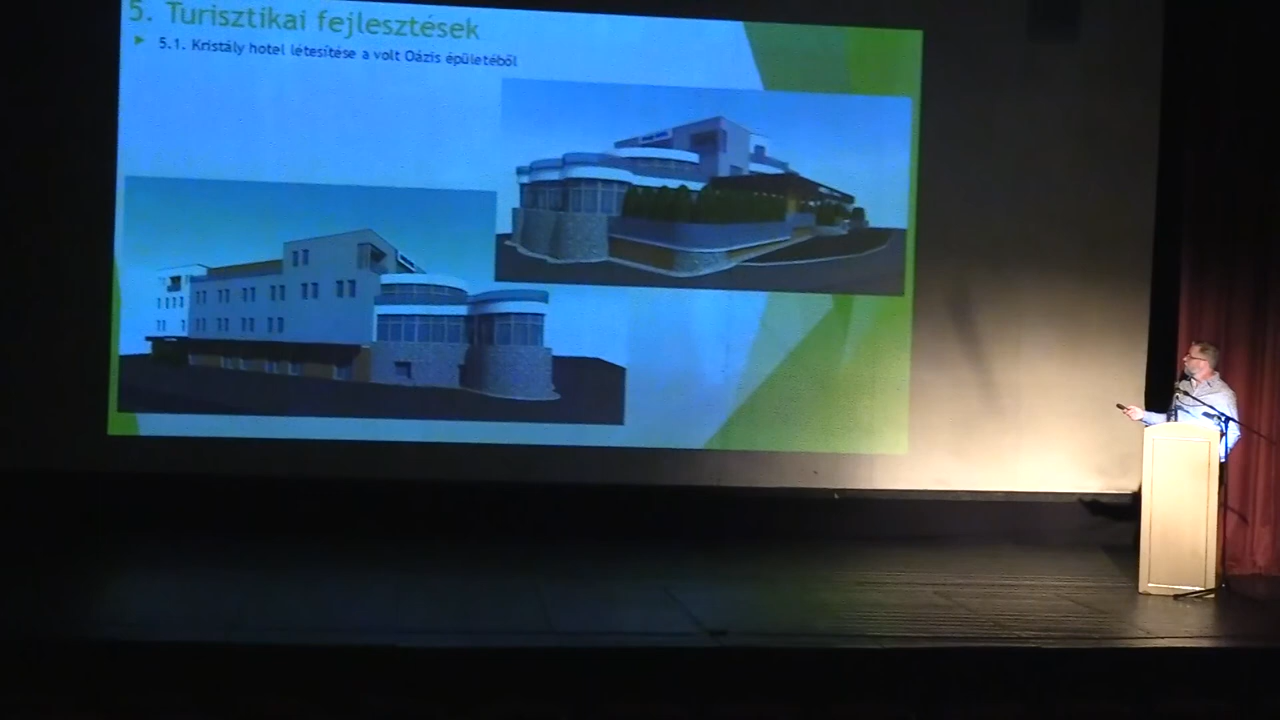 5. Turisztikai fejlesztések
5.1. Kristály hotel létesítése a volt Oázis épületéből